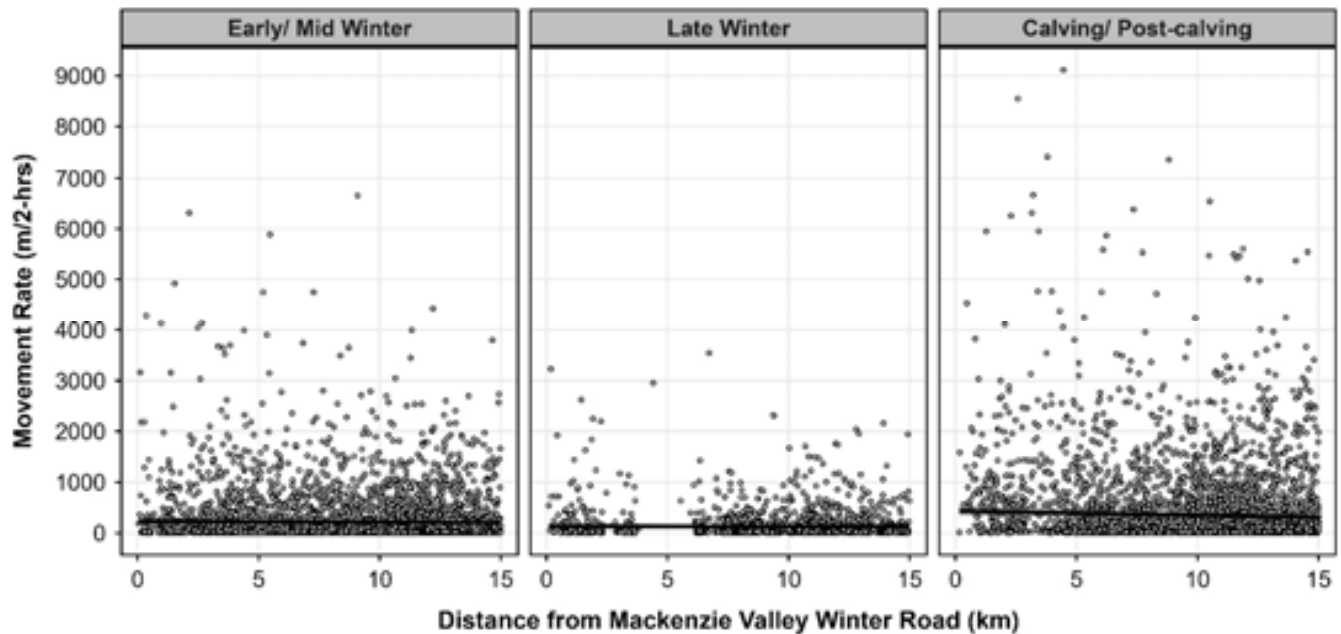 Early/ Mid Winter
Late Winter
Calving/ Post-calving
Movement Rate (m/2-hrs)
9000
8000
7000
6000
5000
4000
3000
2000
1000
0
0 5 10 15 0 5 10 15 0 5 10 15
Distance from Mackenzie Valley Winter Road (km)